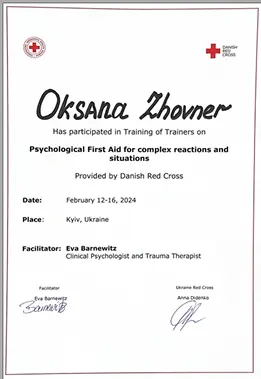 DANISH
RED
CROSS
Oksana Zhovner
Has participated in Training of Trainers on
Psychological First Aid for complex reactions and
situations
Provided by Danish Red Cross
Date: February 12-16, 2024
Place: Kyiv, Ukraine
Facilitator: Eva Barnewitz
Clinical Psychologist and Trauma Therapist
Facilitator Ukraine Red Cross
Eva Barnewitz Anna Didenko
Barnewitz